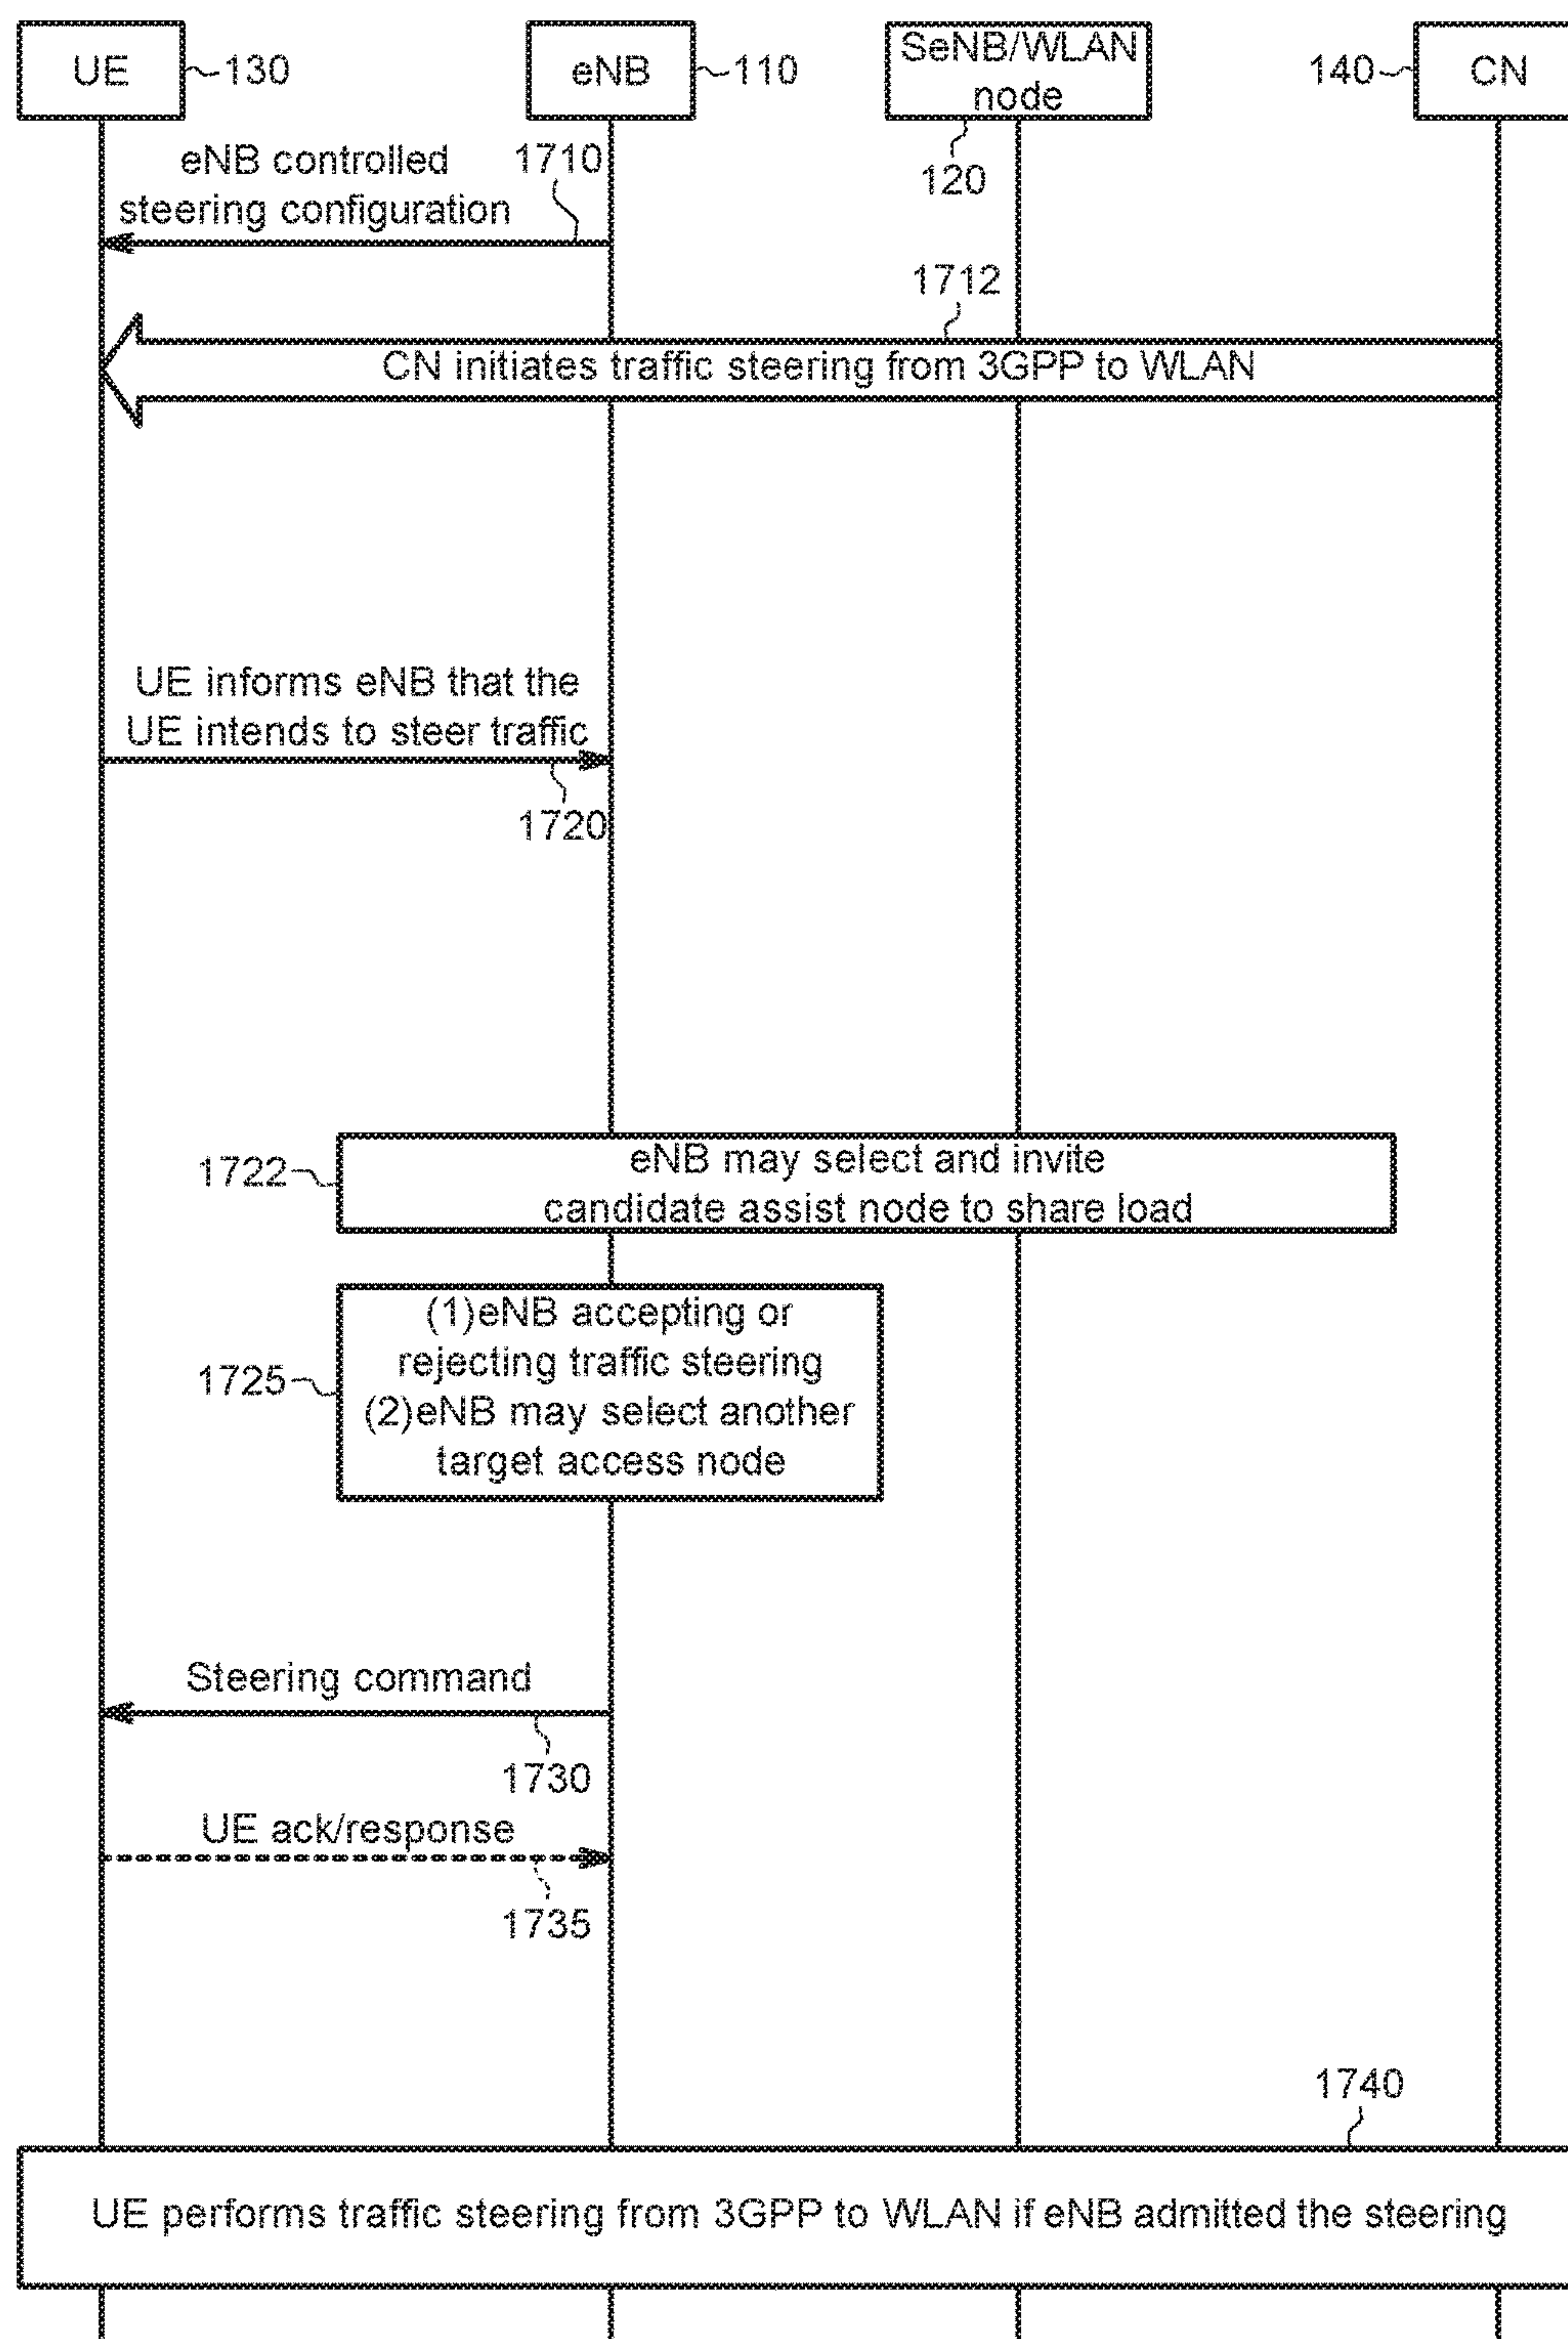 UE
130
eNB
110
SeNB/WLAN
node
120
140
CN
eNB controlled
steering configuration
1710
1712
CN initiates traffic steering from 3GPP to WLAN
UE informs eNB that the
UE intends to steer traffic
1720
1722
eNB may select and invite
candidate assist node to share load
1725
(1)eNB accepting or
rejecting traffic steering
(2)eNB may select another
target access node
Steering command
1730
UE ack/response
1735
1740
UE performs traffic steering from 3GPP to WLAN if eNB admitted the steering